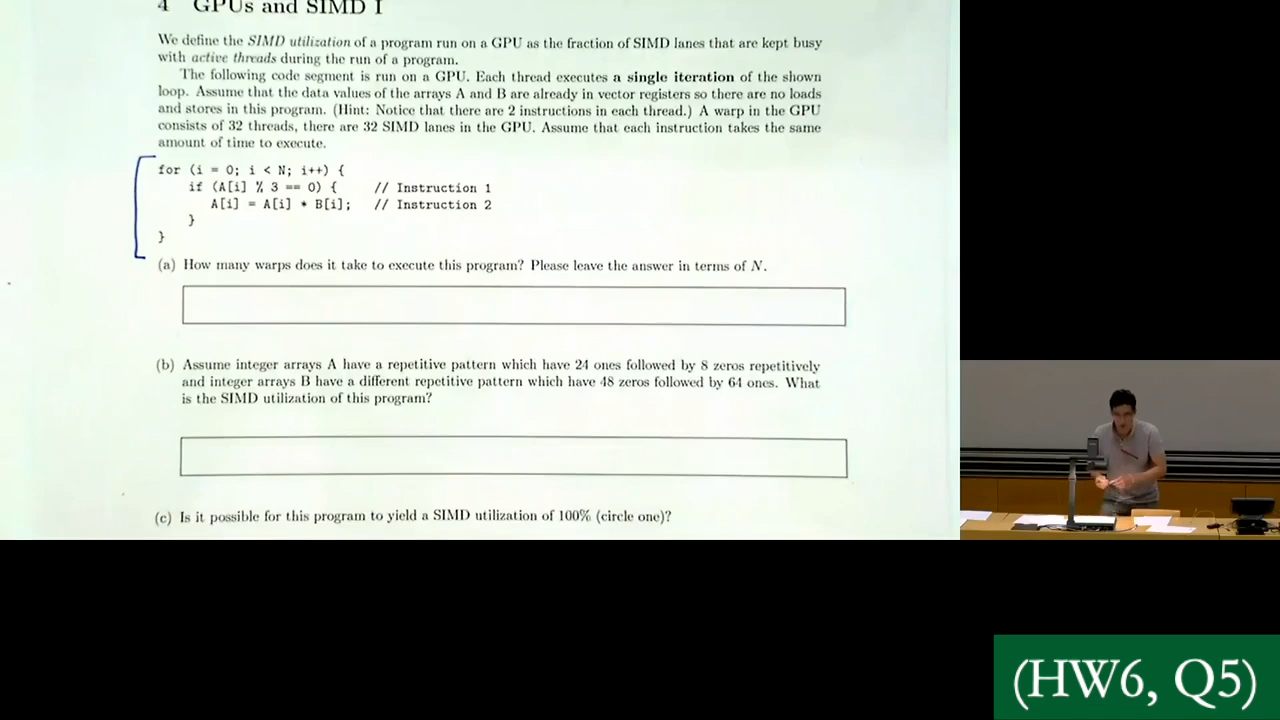 4 GPUs and SIMD I
We define the SIMD utilization of a program run on a GPU as the fraction of SIMD lanes that are kept busy
with active threads during the run of a program.
The following code segment is run on a GPU. Each thread executes a single iteration of the shown
loop. Assume that the data values of the arrays A and B are already in vector registers so there are no loads
and stores in this program. (Hint: Notice that there are 2 instructions in each thread.) A warp in the GPU
consists of 32 threads, there are 32 SIMD lanes in the GPU. Assume that each instruction takes the same
amount of time to execute.
for (i = 0; i < N; i++) {
if (A[i] % 3 == 0) { // Instruction 1
A[i] = A[i] * B[i]; // Instruction 2
}
}
(a) How many warps does it take to execute this program? Please leave the answer in terms of N.
(b) Assume integer arrays A have a repetitive pattern which have 24 ones followed by 8 zeros repetitively
and integer arrays B have a different repetitive pattern which have 48 zeros followed by 64 ones. What
is the SIMD utilization of this program?
(c) Is it possible for this program to yield a SIMD utilization of 100% (circle one)?
(HW6, Q5)